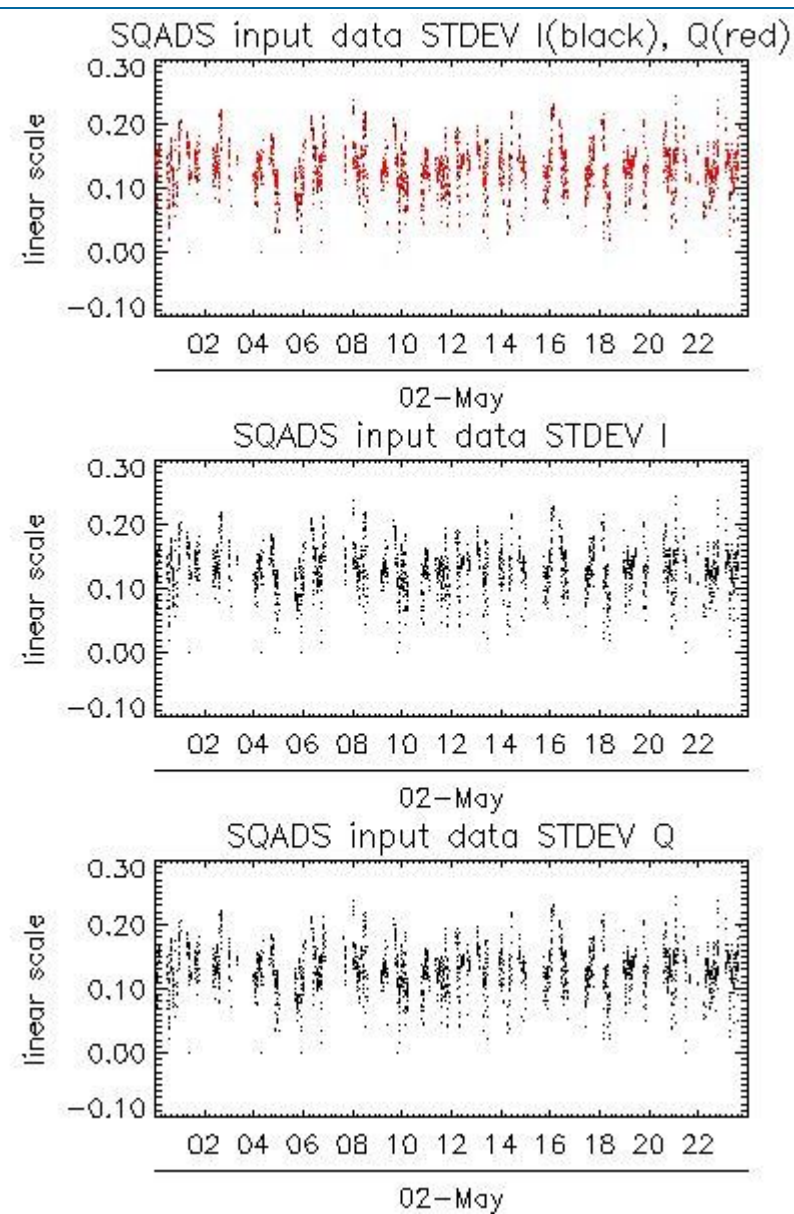 SQADS input data STDEV I(black), Q(red)
0.30
0.20
0.10
0.00
-0.10
linear scale
02 04 06 08 10 12 14 16 18 20 22
02-May
SQADS input data STDEV I
0.30
0.20
0.10
0.00
-0.10
linear scale
02 04 06 08 10 12 14 16 18 20 22
02-May
SQADS input data STDEV Q
0.30
0.20
0.10
0.00
-0.10
linear scale
02 04 06 08 10 12 14 16 18 20 22
02-May